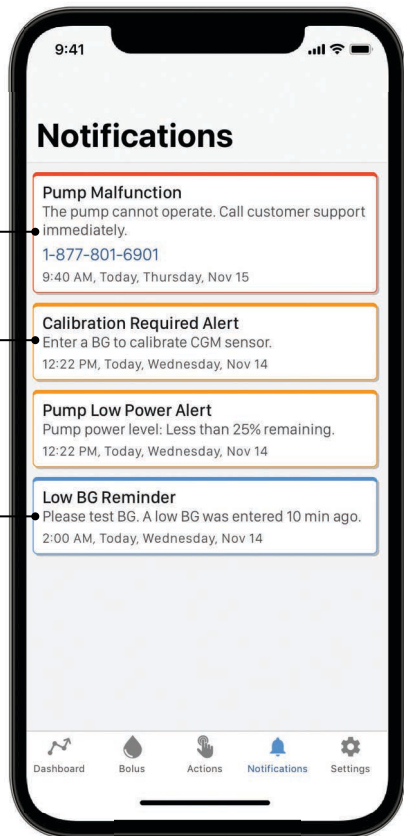 9:41
Notifications
Pump Malfunction
The pump cannot operate. Call customer support
immediately.
1-877-801-6901
9:40 AM, Today, Thursday, Nov 15
Calibration Required Alert
Enter a BG to calibrate CGM sensor.
12:22 PM, Today, Wednesday, Nov 14
Pump Low Power Alert
Pump power level: Less than 25% remaining.
12:22 PM, Today, Wednesday, Nov 14
Low BG Reminder
Please test BG. A low BG was entered 10 min ago.
2:00 AM, Today, Wednesday, Nov 14
Dashboard Bolus Actions Notifications Settings